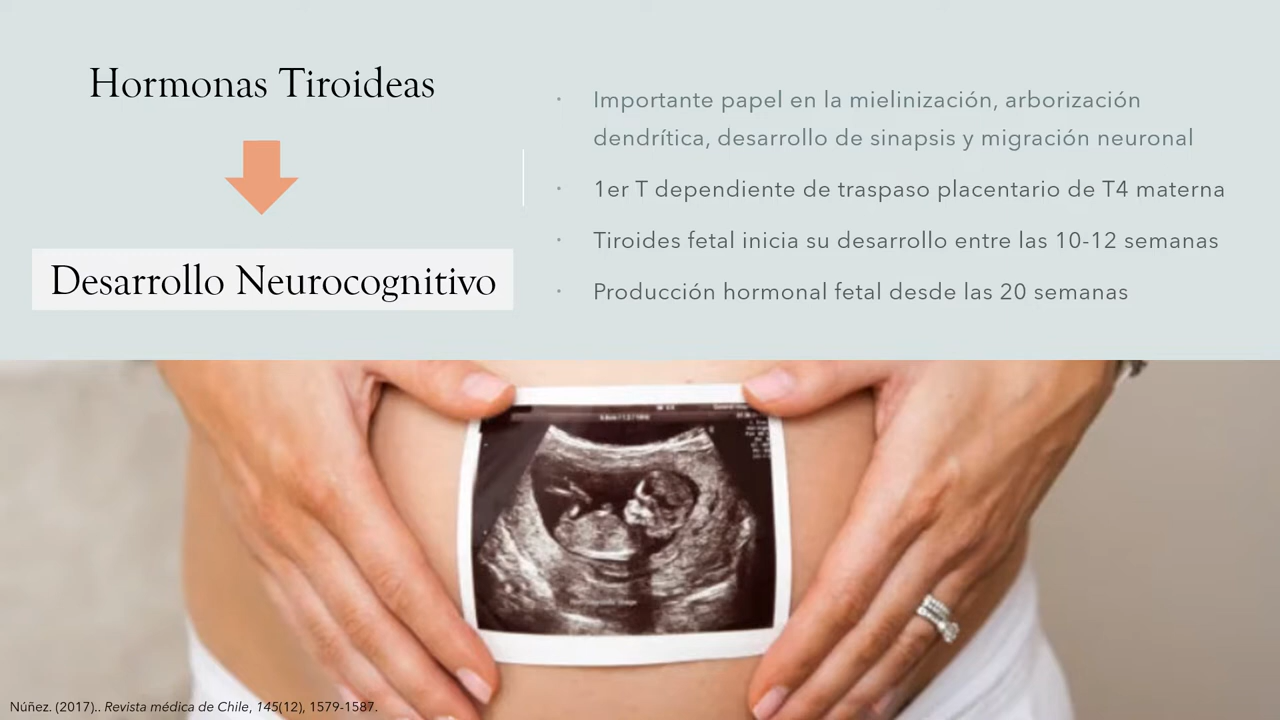 Hormonas Tiroideas
Desarrollo Neurocognitivo
· Importante papel en la mielinización, arborización
dendrítica, desarrollo de sinapsis y migración neuronal
· 1er T dependiente de traspaso placentario de T4 materna
· Tiroides fetal inicia su desarrollo entre las 10-12 semanas
· Producción hormonal fetal desde las 20 semanas
Núñez. (2017).. Revista médica de Chile, 145(12), 1579-1587.